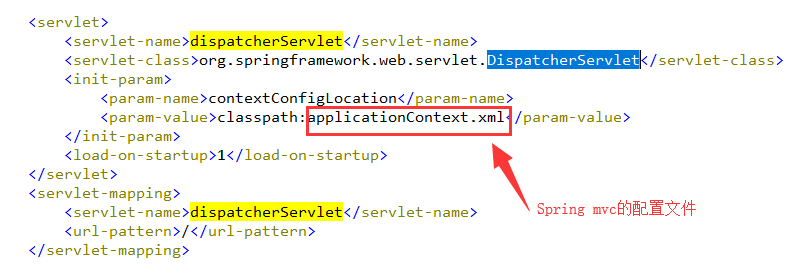 <servlet>
<servlet-name>dispatcherServlet</servlet-name>
<servlet-class>org.springframework.web.servlet.DispatcherServlet</servlet-class>
<init-param>
<param-name>contextConfigLocation</param-name>
<param-value>classpath:applicationContext.xml</param-value>
</init-param>
<load-on-startup>1</load-on-startup>
</servlet>
<servlet-mapping>
<servlet-name>dispatcherServlet</servlet-name>
Spring mvc的配置文件
<url-pattern>/</url-pattern>
</servlet-mapping>